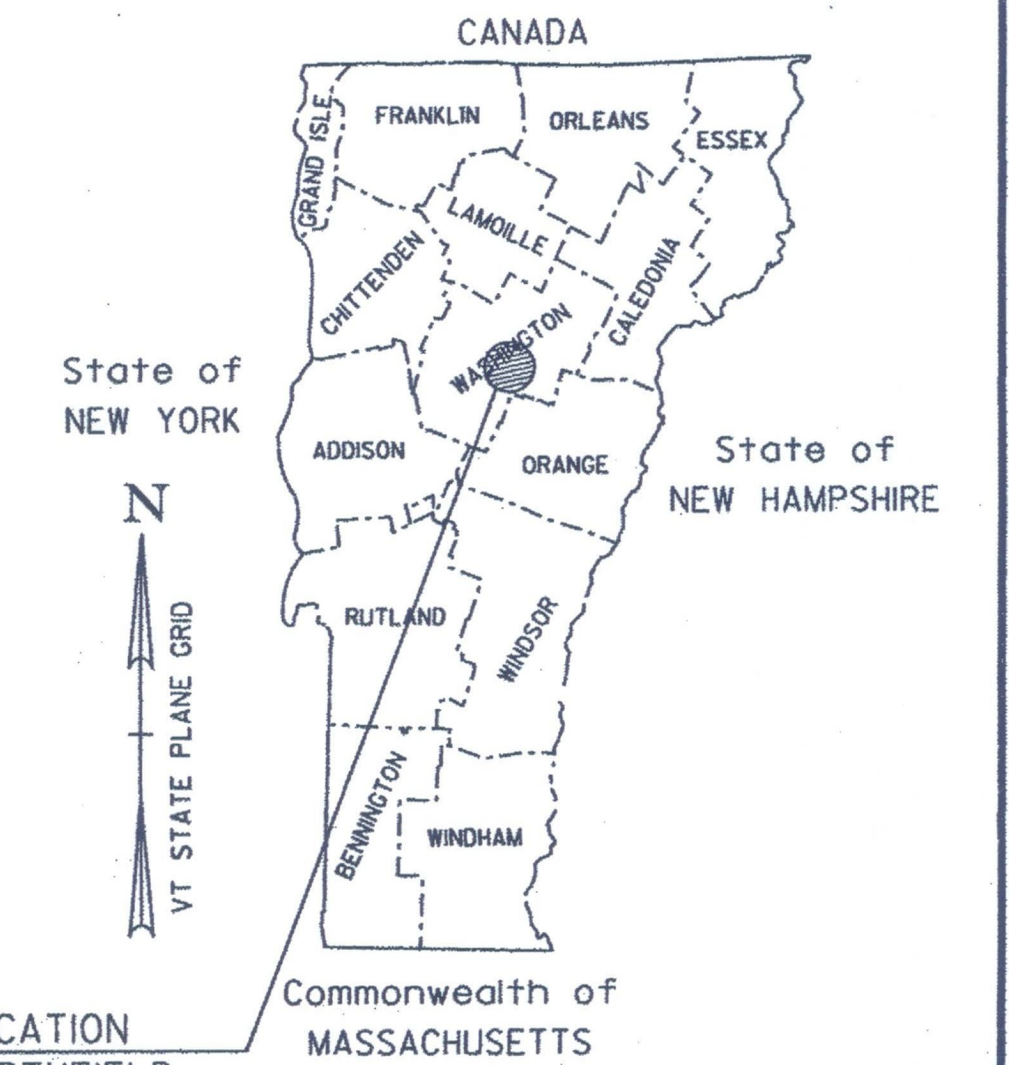 CANADA
GRAND ISLE
FRANKLIN
ORLEANS
ESSEX
LAMOILLE
CHITTENDEN
CALEDONIA
WASHINGTON
State of
NEW YORK
ADDISON
ORANGE
State of
NEW HAMPSHIRE
N
VT STATE PLANE GRID
RUTLAND
WINDSOR
BENNINGTON
WINDHAM
Commonwealth of
MASSACHUSETTS
CATION